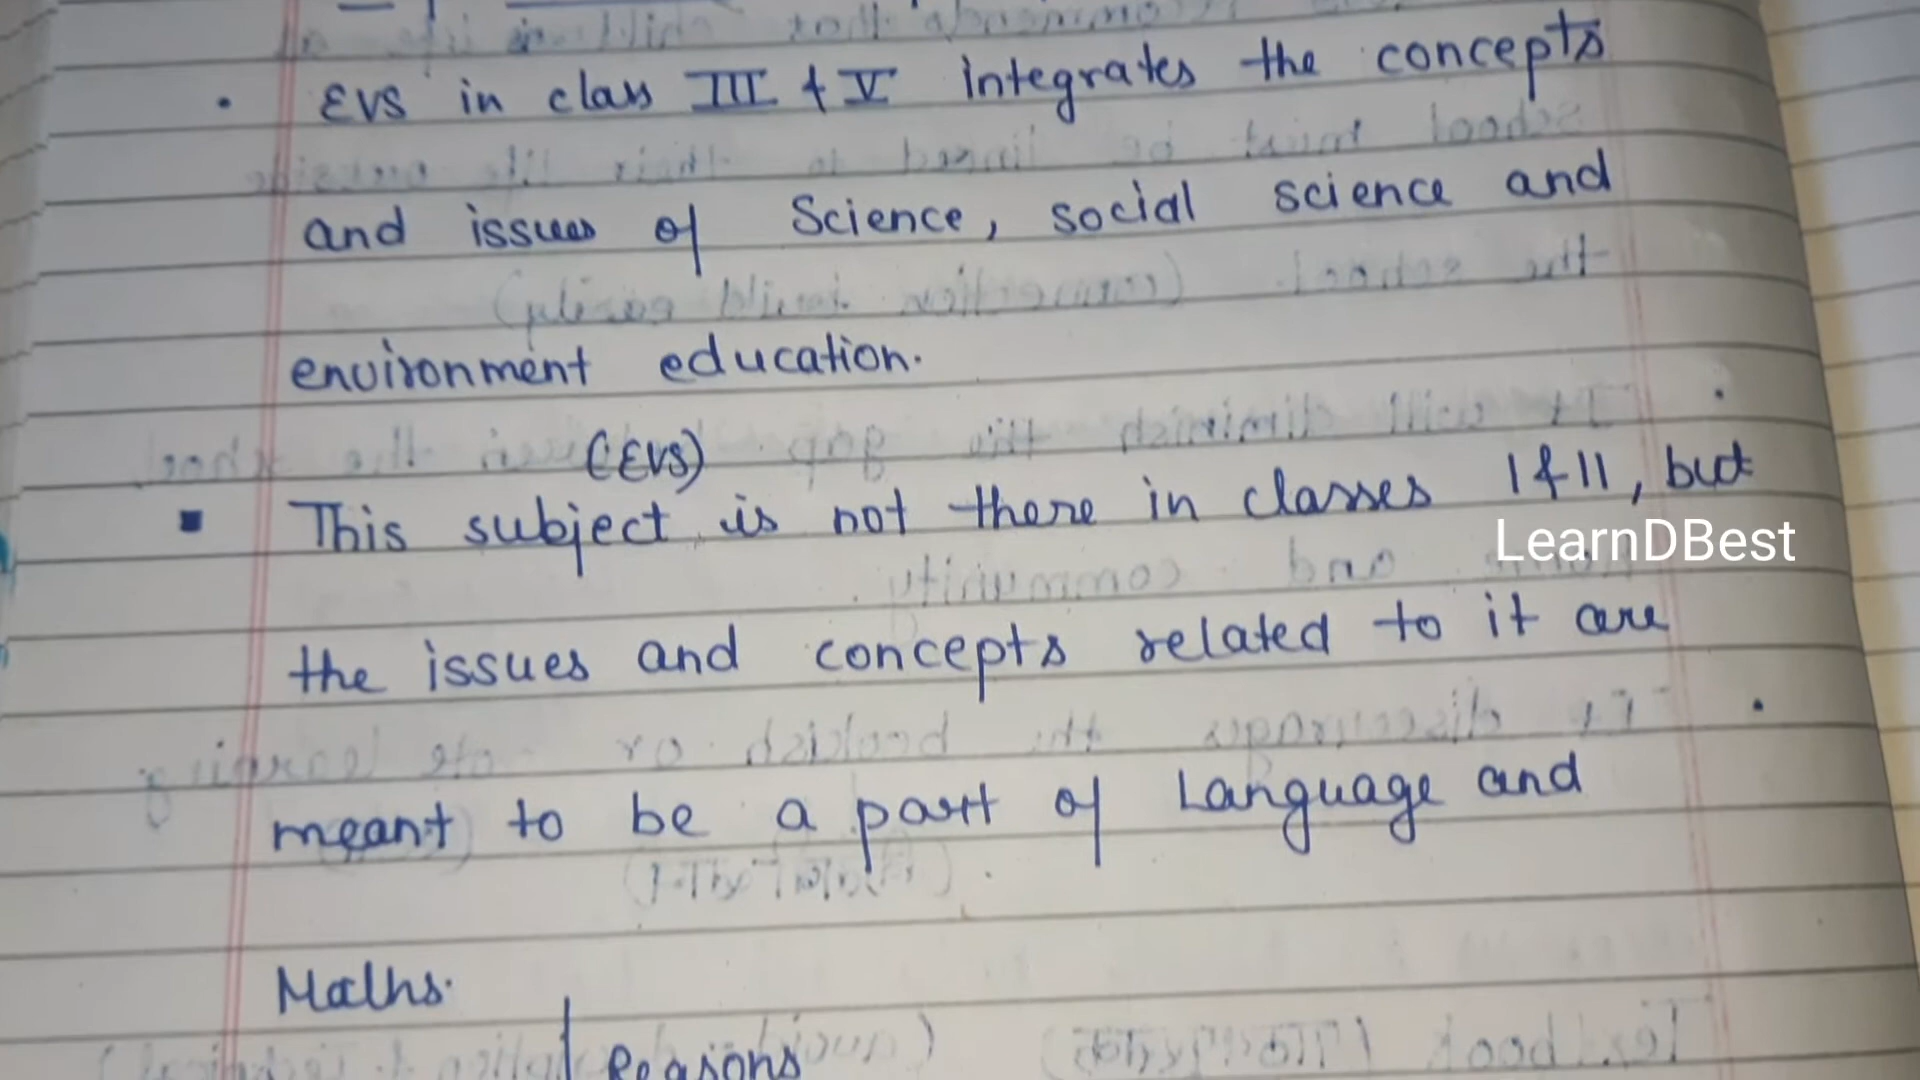 • EVS in class III & V integrates the concepts
and issues of Science, social science and
environment education.
(EVS)
▪ This subject is not there in classes I & II, but
LearnDBest
the issues and concepts related to it are
meant to be a part of Language and
Maths.
Reasons